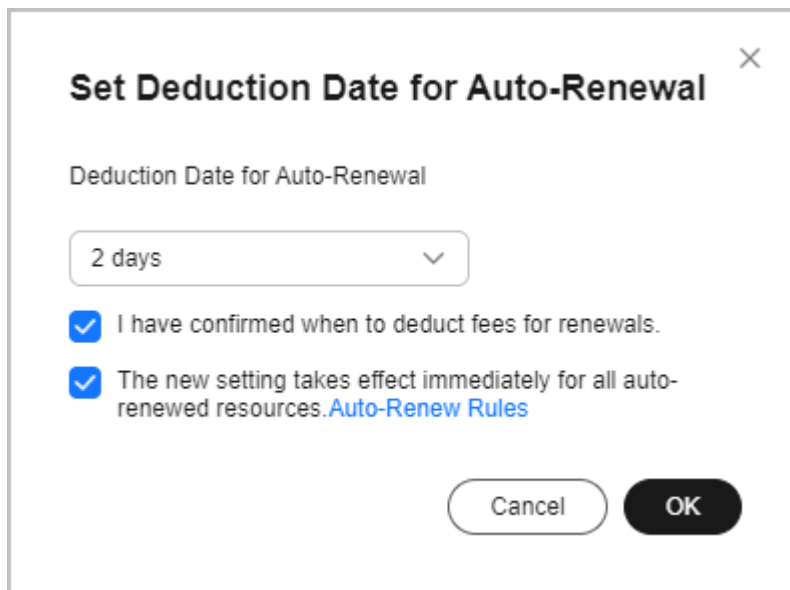 Set Deduction Date for Auto-Renewal
Deduction Date for Auto-Renewal
2 days
I have confirmed when to deduct fees for renewals.
The new setting takes effect immediately for all auto-
renewed resources.Auto-Renew Rules
Cancel
OK